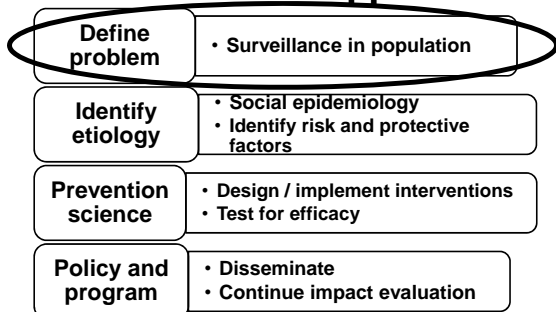 Define
problem
• Surveillance in population
Identify
etiology
• Social epidemiology
• Identify risk and protective
factors
Prevention
science
• Design / implement interventions
• Test for efficacy
Policy and
program
• Disseminate
• Continue impact evaluation